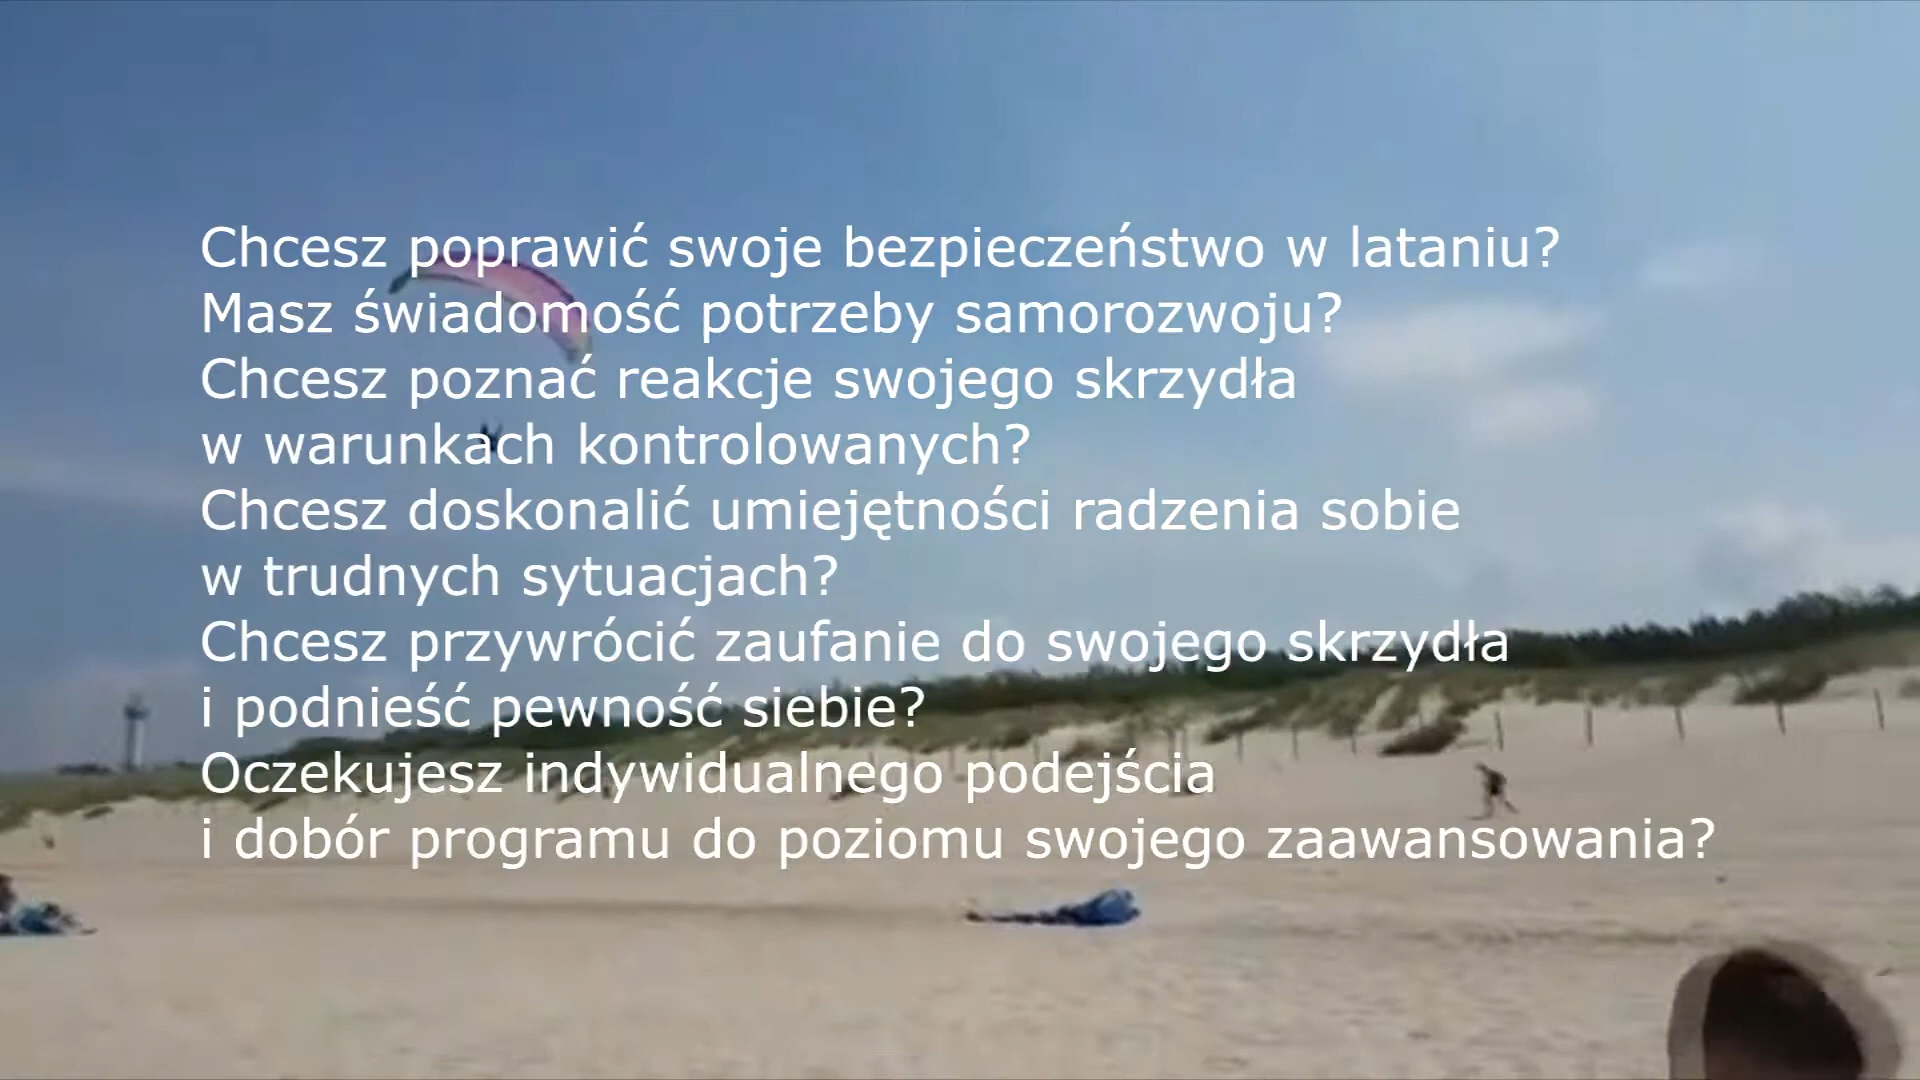 Chcesz poprawić swoje bezpieczeństwo w lataniu?
Masz świadomość potrzeby samorozwoju?
Chcesz poznać reakcje swojego skrzydła
w warunkach kontrolowanych?
Chcesz doskonalić umiejętności radzenia sobie
w trudnych sytuacjach?
Chcesz przywrócić zaufanie do swojego skrzydła
i podnieść pewność siebie?
Oczekujesz indywidualnego podejścia
i dobór programu do poziomu swojego zaawansowania?